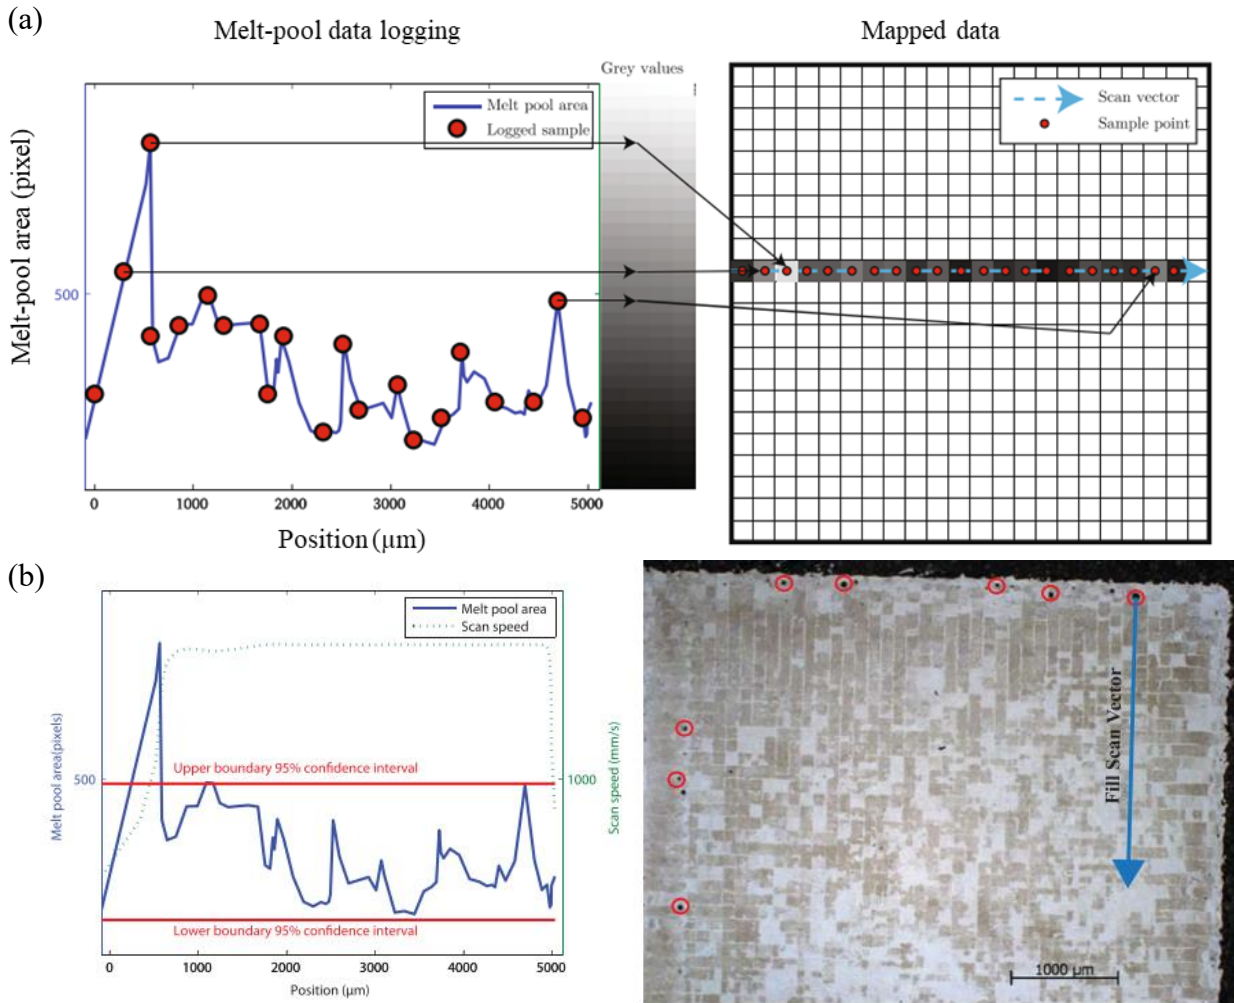 (a)
Melt-pool data logging
Mapped data
Grey values
Melt pool area
Logged sample
Scan vector
Sample point
Melt-pool area (pixel)
500
0
1000
2000
3000
4000
5000
Position (µm)
(b)
Melt pool area
Scan speed
Melt pool area(pixels)
500
Upper boundary 95% confidence interval
1000
Scan speed (mm/s)
Lower boundary 95% confidence interval
0
1000
2000
3000
4000
5000
Position (µm)
Fill Scan Vector
1000 µm